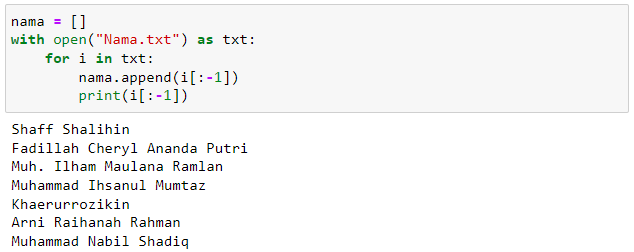 nama = []
with open("Nama.txt") as txt:
    for i in txt:
        nama.append(i[:-1])
        print(i[:-1])
Shaff Shalihin
Fadillah Cheryl Ananda Putri
Muh. Ilham Maulana Ramlan
Muhammad Ihsanul Mumtaz
Khaerurrozikin
Arni Raihanah Rahman
Muhammad Nabil Shadiq